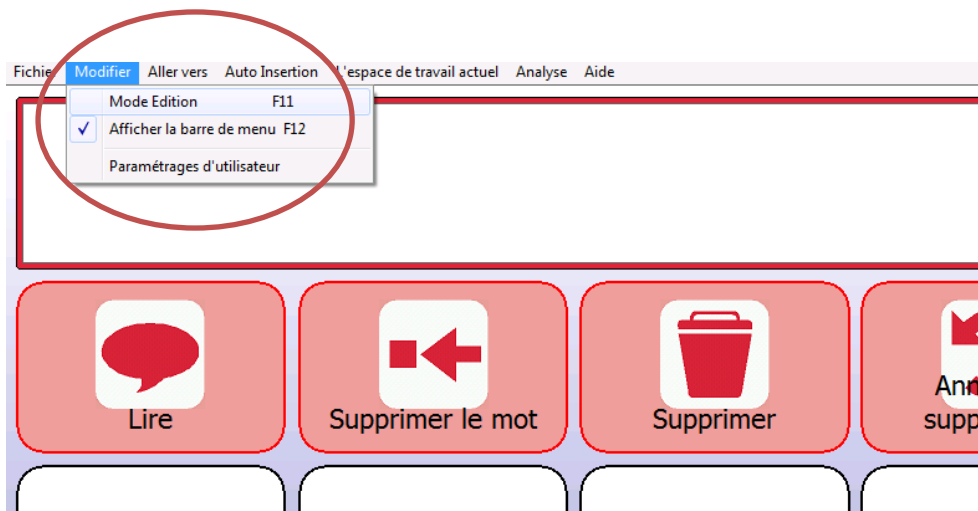 Fichie Modifier Aller vers Auto Insertion L'espace de travail actuel Analyse Aide
Mode Edition F11
✓ Afficher la barre de menu F12
Paramétrages d'utilisateur
Lire Supprimer le mot Supprimer
Ann
supp